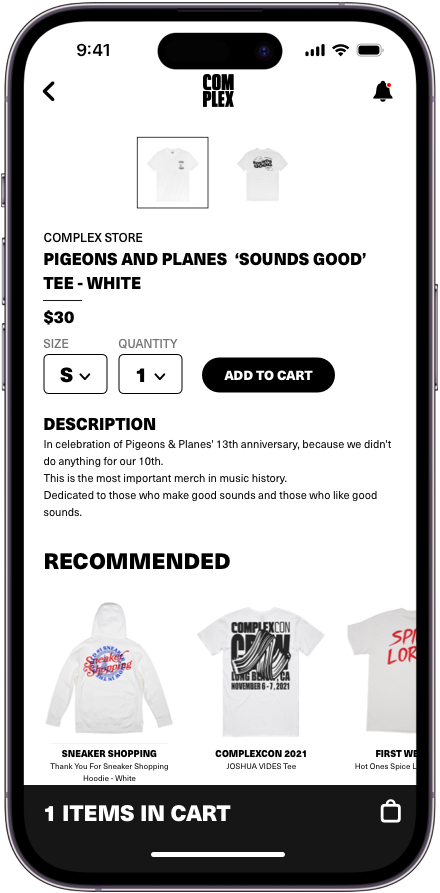 9:41
COM
PLEX
COMPLEX STORE
PIGEONS AND PLANES ‘SOUNDS GOOD’
TEE - WHITE
$30
SIZE QUANTITY
S 1 ADD TO CART
DESCRIPTION
In celebration of Pigeons & Planes' 13th anniversary, because we didn't
do anything for our 10th.
This is the most important merch in music history.
Dedicated to those who make good sounds and those who like good
sounds.
RECOMMENDED
Sneaker
Shopping
COMPLEXCON
LONG BEACH, CA
NOVEMBER 6 - 7, 2021
SPI
LOR
SNEAKER SHOPPING
Thank You For Sneaker Shopping
Hoodie - White
COMPLEXCON 2021
JOSHUA VIDES Tee
FIRST WE
Hot Ones Spice L
1 ITEMS IN CART